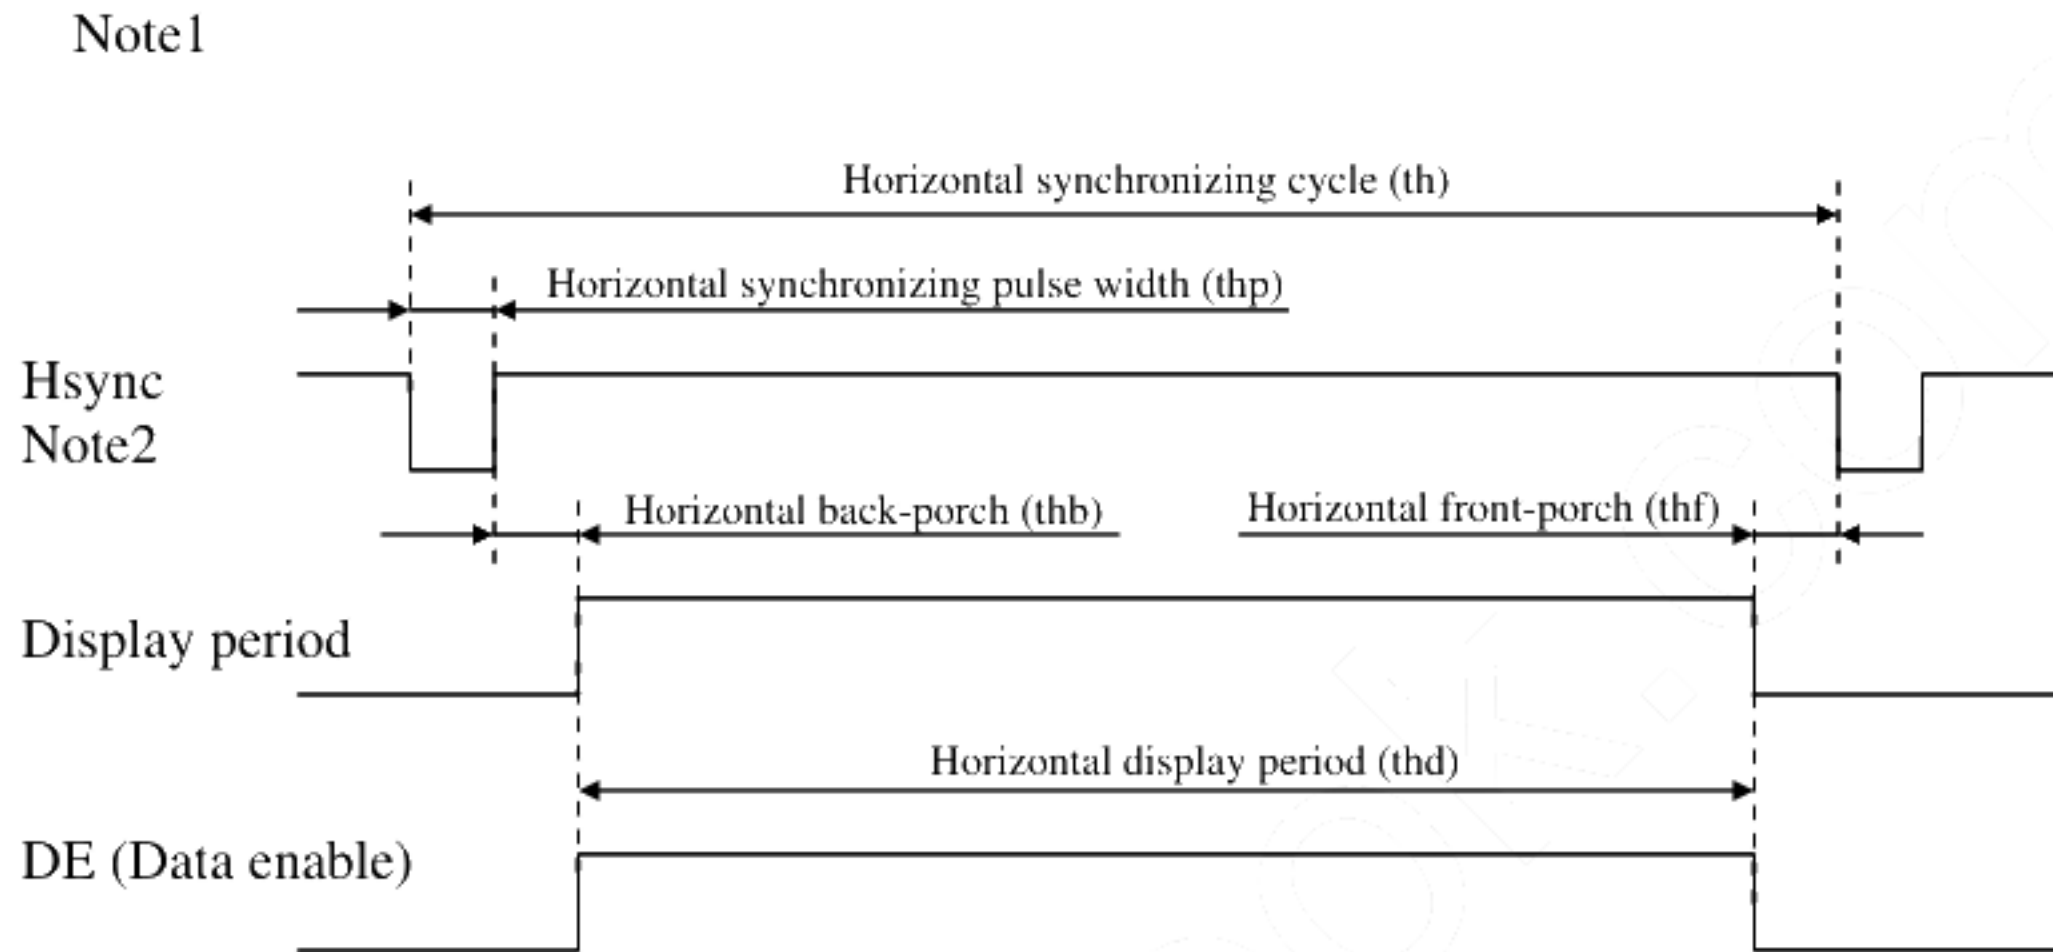 Note1
Horizontal synchronizing cycle (th)
Horizontal synchronizing pulse width (thp)
Hsync
Note2
Horizontal back-porch (thb)
Horizontal front-porch (thf)
Display period
Horizontal display period (thd)
DE (Data enable)